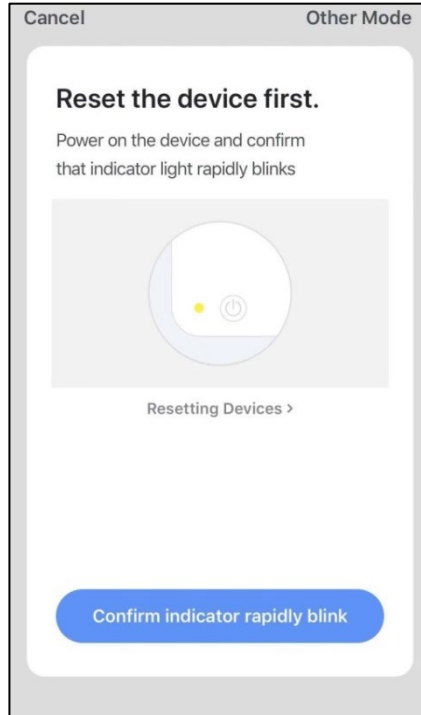 Cancel
Other Mode
Reset the device first.
Power on the device and confirm
that indicator light rapidly blinks
Resetting Devices >
Confirm indicator rapidly blink